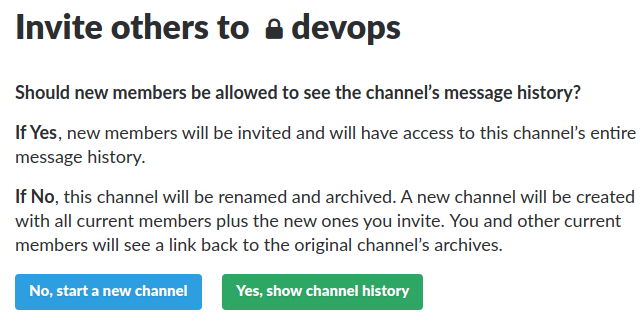 Invite others to devops
Should new members be allowed to see the channel's message history?
If Yes, new members will be invited and will have access to this channel's entire
message history.
If No, this channel will be renamed and archived. A new channel will be created
with all current members plus the new ones you invite. You and other current
members will see a link back to the original channel's archives.
No, start a new channel
Yes, show channel history